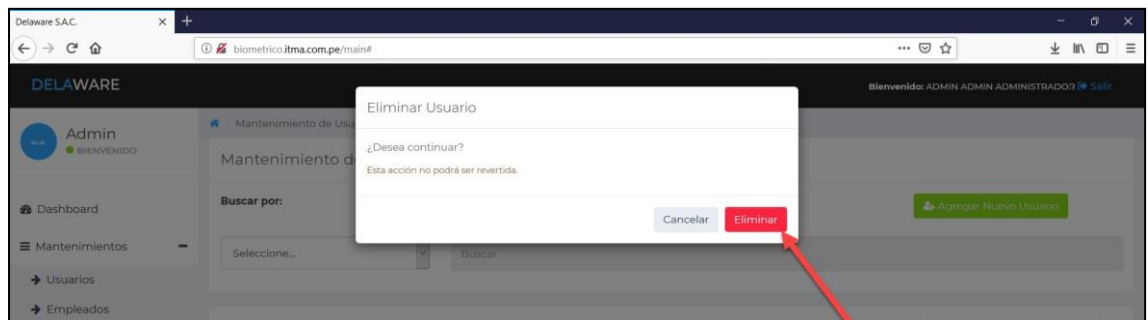 Delaware S.A.C.
biometrico.itma.com.pe/main#
DELAWARE
Bienvenido: ADMIN ADMIN ADMINISTRADOR Salir
Eliminar Usuario
Admin
BIENVENIDO
Mantenimiento de Usu
¿Desea continuar?
Mantenimiento d
Esta acción no podrá ser revertida.
Dashboard
Buscar por:
Agregar Nuevo Usuario
Cancelar
Eliminar
Mantenimientos
Seleccione...
Buscar
Usuarios
Empleados